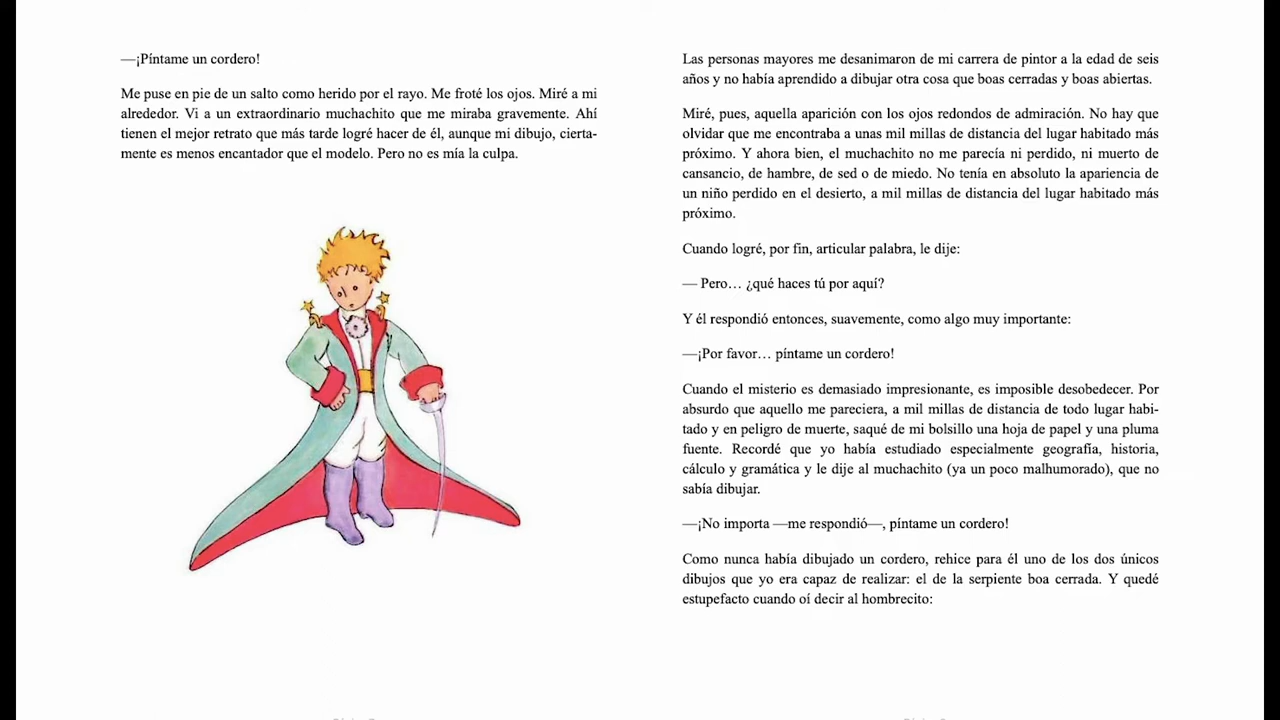 —¡Píntame un cordero!
Me puse en pie de un salto como herido por el rayo. Me froté los ojos. Miré a mi
alrededor. Vi a un extraordinario muchachito que me miraba gravemente. Ahí
tienen el mejor retrato que más tarde logré hacer de él, aunque mi dibujo, cierta-
mente es menos encantador que el modelo. Pero no es mía la culpa.
Las personas mayores me desanimaron de mi carrera de pintor a la edad de seis
años y no había aprendido a dibujar otra cosa que boas cerradas y boas abiertas.
Miré, pues, aquella aparición con los ojos redondos de admiración. No hay que
olvidar que me encontraba a unas mil millas de distancia del lugar habitado más
próximo. Y ahora bien, el muchachito no me parecía ni perdido, ni muerto de
cansancio, de hambre, de sed o de miedo. No tenía en absoluto la apariencia de
un niño perdido en el desierto, a mil millas de distancia del lugar habitado más
próximo.
Cuando logré, por fin, articular palabra, le dije:
— Pero… ¿qué haces tú por aquí?
Y él respondió entonces, suavemente, como algo muy importante:
—¡Por favor… píntame un cordero!
Cuando el misterio es demasiado impresionante, es imposible desobedecer. Por
absurdo que aquello me pareciera, a mil millas de distancia de todo lugar habi-
tado y en peligro de muerte, saqué de mi bolsillo una hoja de papel y una pluma
fuente. Recordé que yo había estudiado especialmente geografía, historia,
cálculo y gramática y le dije al muchachito (ya un poco malhumorado), que no
sabía dibujar.
—¡No importa —me respondió—, píntame un cordero!
Como nunca había dibujado un cordero, rehice para él uno de los dos únicos
dibujos que yo era capaz de realizar: el de la serpiente boa cerrada. Y quedé
estupefacto cuando oí decir al hombrecito: